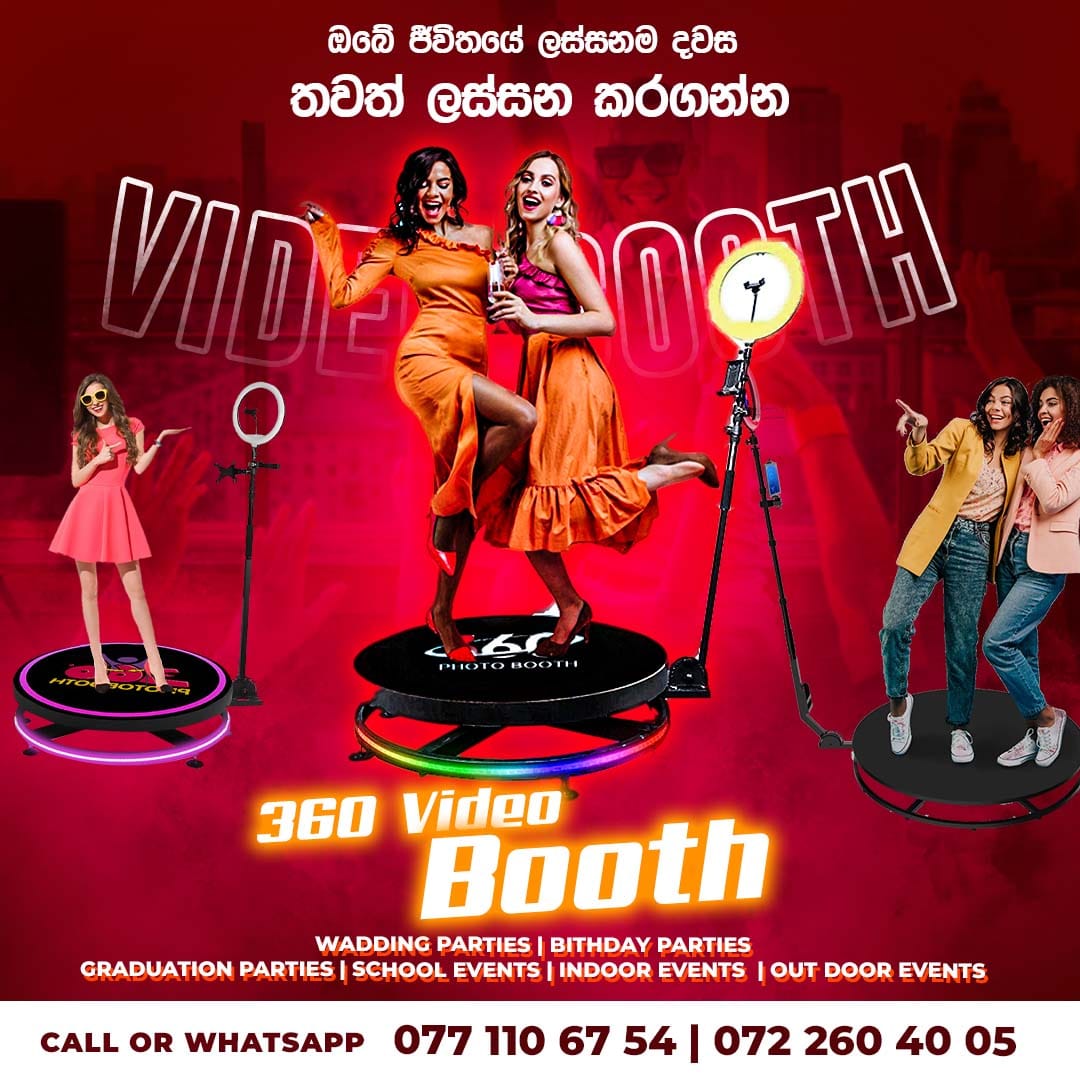 ඔබේ ජීවිතයේ ලස්සනම දවස
තවත් ලස්සන කරගන්න
VIDEO BOOTH
PHOTO BOOTH
360 Video
Booth
WADDING PARTIES | BITHDAY PARTIES
GRADUATION PARTIES | SCHOOL EVENTS | INDOOR EVENTS | OUT DOOR EVENTS
CALL OR WHATSAPP 077 110 67 54 | 072 260 40 05